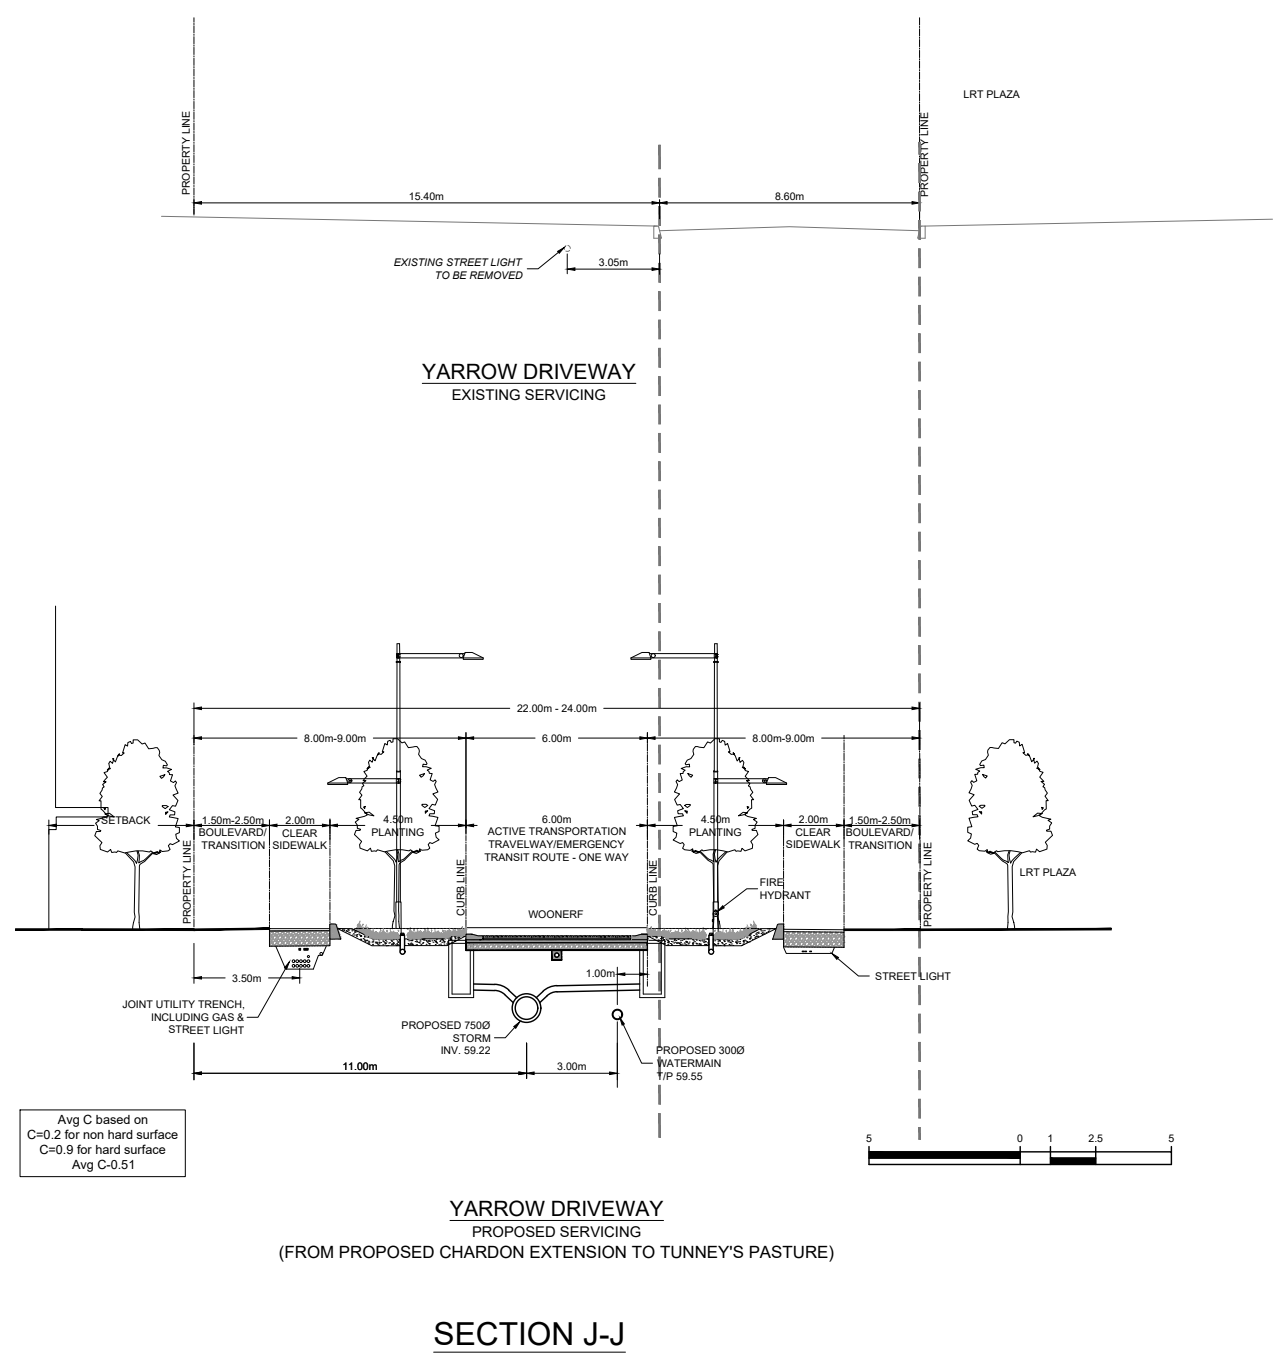 LRT PLAZA
PROPERTY LINE
PROPERTY LINE
15.40m
8.60m
EXISTING STREET LIGHT
TO BE REMOVED
3.05m
YARROW DRIVEWAY
EXISTING SERVICING
22.00m - 24.00m
8.00m-9.00m
6.00m
8.00m-9.00m
SETBACK
1.50m-2.50m
BOULEVARD/
TRANSITION
2.00m
CLEAR
SIDEWALK
4.50m
PLANTING
6.00m
ACTIVE TRANSPORTATION
TRAVELWAY/EMERGENCY
TRANSIT ROUTE - ONE WAY
4.50m
PLANTING
2.00m
CLEAR
SIDEWALK
1.50m-2.50m
BOULEVARD/
TRANSITION
PROPERTY LINE
CURB LINE
CURB LINE
PROPERTY LINE
LRT PLAZA
FIRE
HYDRANT
WOONERF
3.50m
1.00m
STREET LIGHT
JOINT UTILITY TRENCH,
INCLUDING GAS &
STREET LIGHT
PROPOSED 750Ø
STORM
INV. 59.22
PROPOSED 300Ø
WATERMAIN
T/P 59.55
11.00m
3.00m
Avg C based on
C=0.2 for non hard surface
C=0.9 for hard surface
Avg C-0.51
5 0 1 2.5 5
YARROW DRIVEWAY
PROPOSED SERVICING
(FROM PROPOSED CHARDON EXTENSION TO TUNNEY'S PASTURE)
SECTION J-J